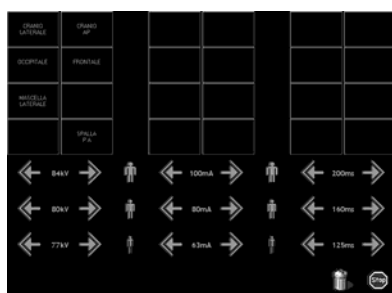 CRANIO
LATERALE
CRANIO
AP
OCCIPITALE
FRONTALE
MASCELLA
LATERALE
SPALLA
P A
84kV
100mA
200ms
80kV
80mA
160ms
77kV
63mA
125ms
Stop